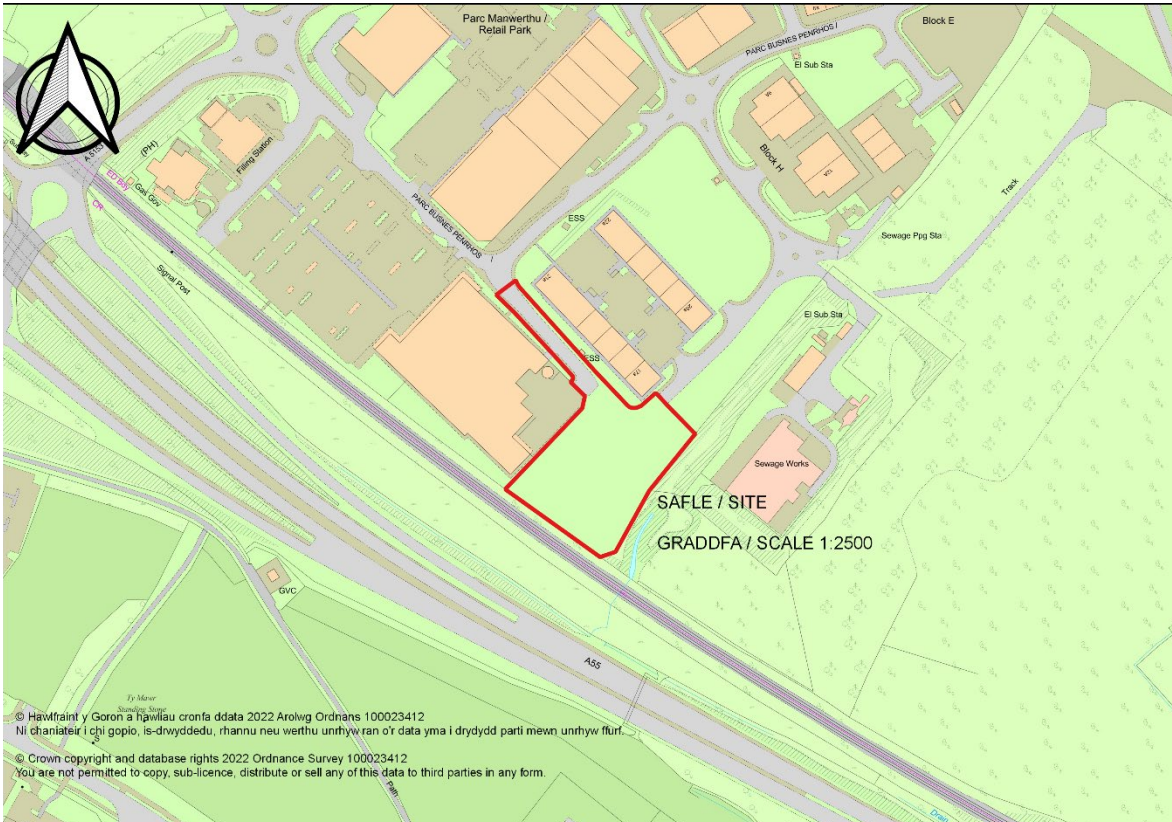 Parc Manwerthu /
Retail Park
Block E
PARC BUSNES PENRHOS /
El Sub Sta
(PH)
Filling Station
Gas Gov
ED Bdy
CR
Block H
Track
PARC BUSNES PENRHOS /
ESS
Sewage Ppg Sta
Signal Post
El Sub Sta
ESS
Sewage Works
SAFLE / SITE
GRADDFA / SCALE 1:2500
GVC
A55
Ty Mawr
Standing Stone
© Hawlfraint y Goron a hawliau cronfa ddata 2022 Arolwg Ordnans 100023412
Ni chaniateir i chi gopio, is-drwyddedu, rhannu neu werthu unrhyw ran o'r data yma i drydydd parti mewn unrhyw ffurf.
© Crown copyright and database rights 2022 Ordnance Survey 100023412
You are not permitted to copy, sub-licence, distribute or sell any of this data to third parties in any form.
Path
Drain